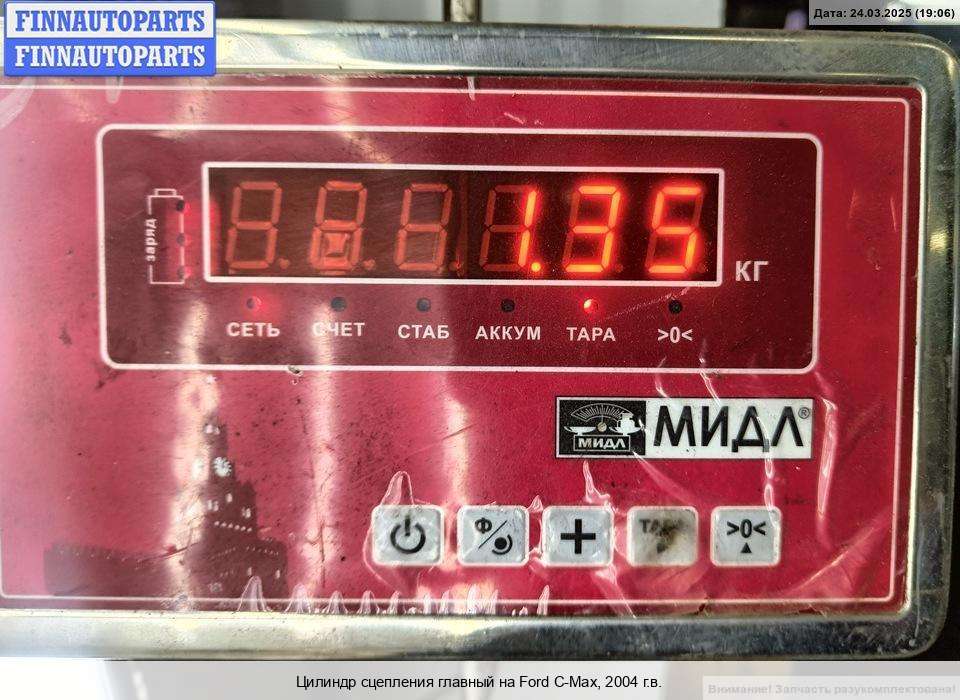 FINNAUTOPARTS
FINNAUTOPARTS
Дата: 24.03.2025 (19:06)
заряд
1.35
КГ
СЕТЬ СЧЕТ СТАБ АККУМ ТАРА >0<
МИДЛ МИДЛ®
Ф >0<
Цилиндр сцепления главный на Ford C-Max, 2004 г.в.
Внимание! Запчасть разукомплектована!